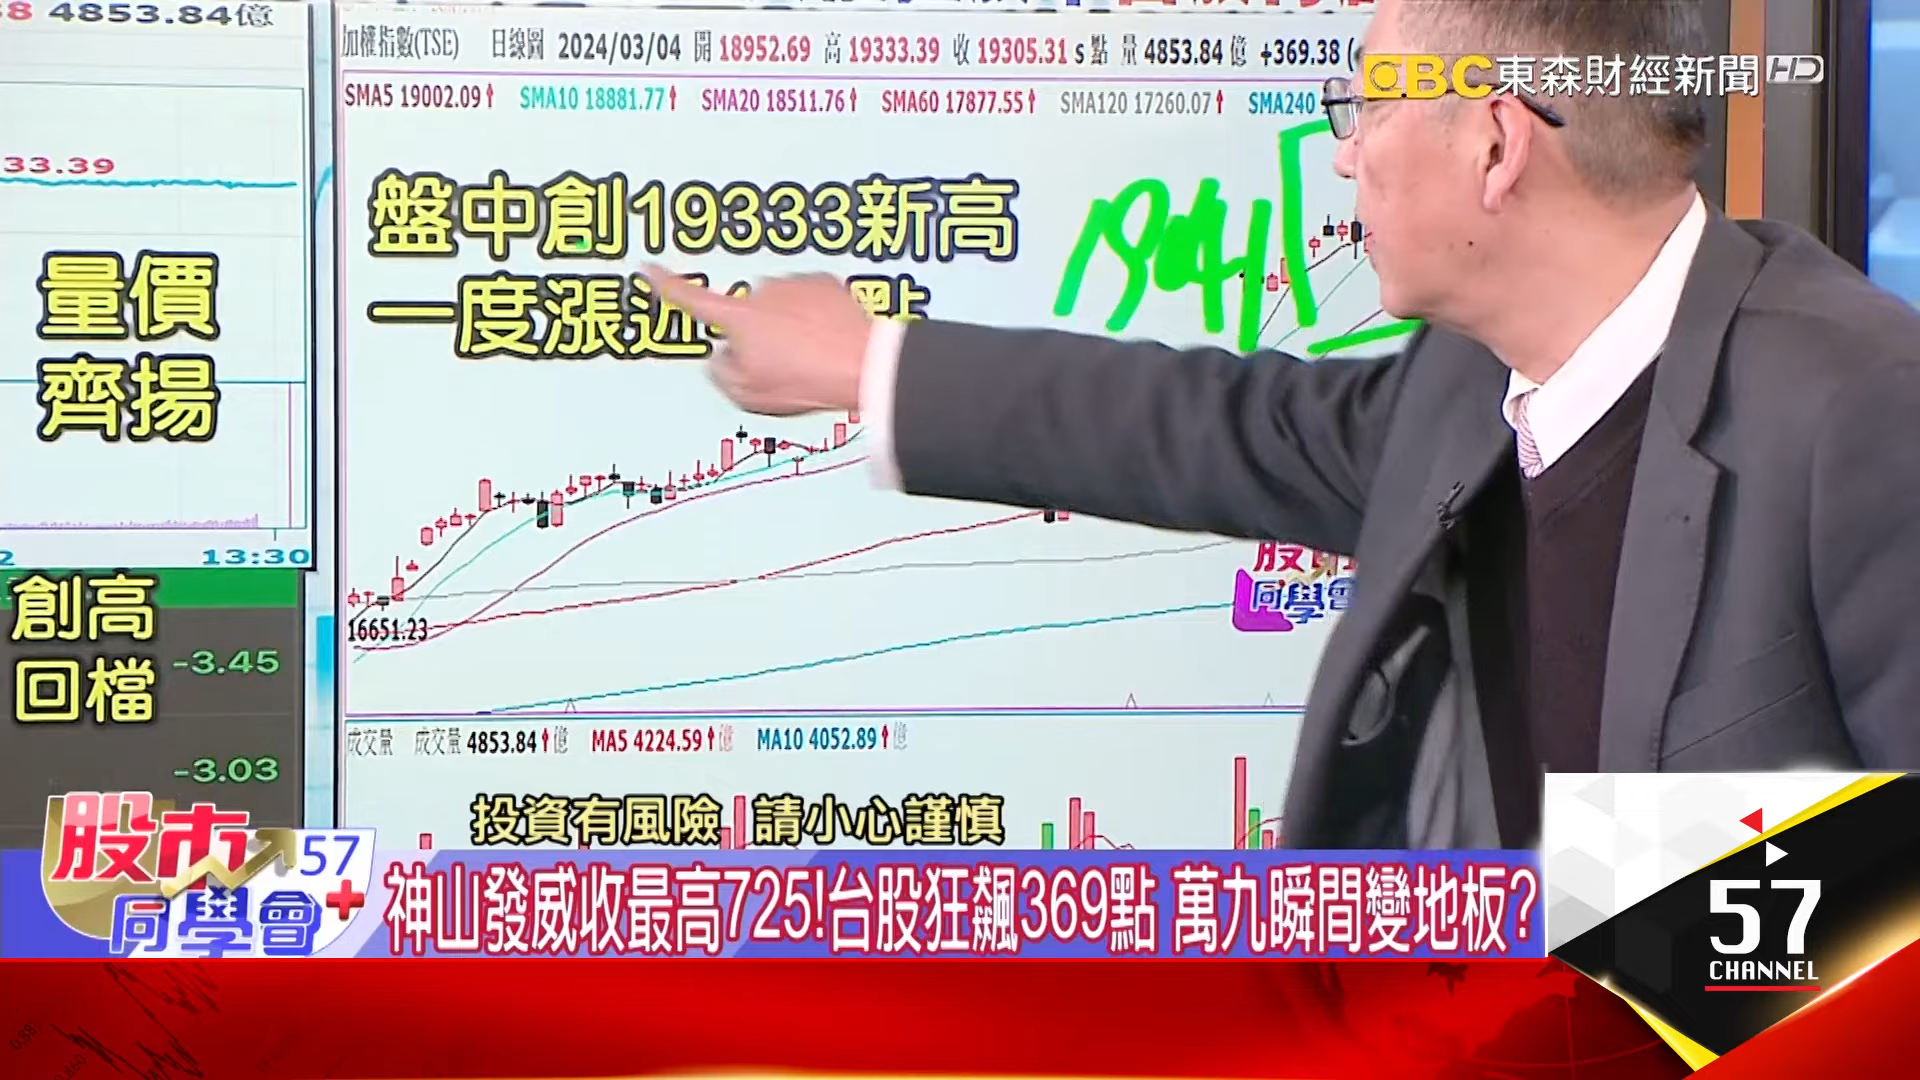 4853.84億
加權指數(TSE) 日線圖 2024/03/04 開 18952.69 高 19333.39 收 19305.31 s 點 量 4853.84 億 +369.38
SMA5 19002.09↑ SMA10 18881.77↑ SMA20 18511.76↑ SMA60 17877.55↑ SMA120 17260.07↑ SMA240
EBC東森財經新聞HD
33.39
盤中創19333新高
一度漲近 點
量價
齊揚
13:30
創高
回檔
-3.45
-3.03
16651.23
同學會
成交量 成交量 4853.84↑億 MA5 4224.59↑億 MA10 4052.89↑億
投資有風險 請小心謹慎
股市
同學會
57
+
神山發威收最高725!台股狂飆369點 萬九瞬間變地板?
57
CHANNEL